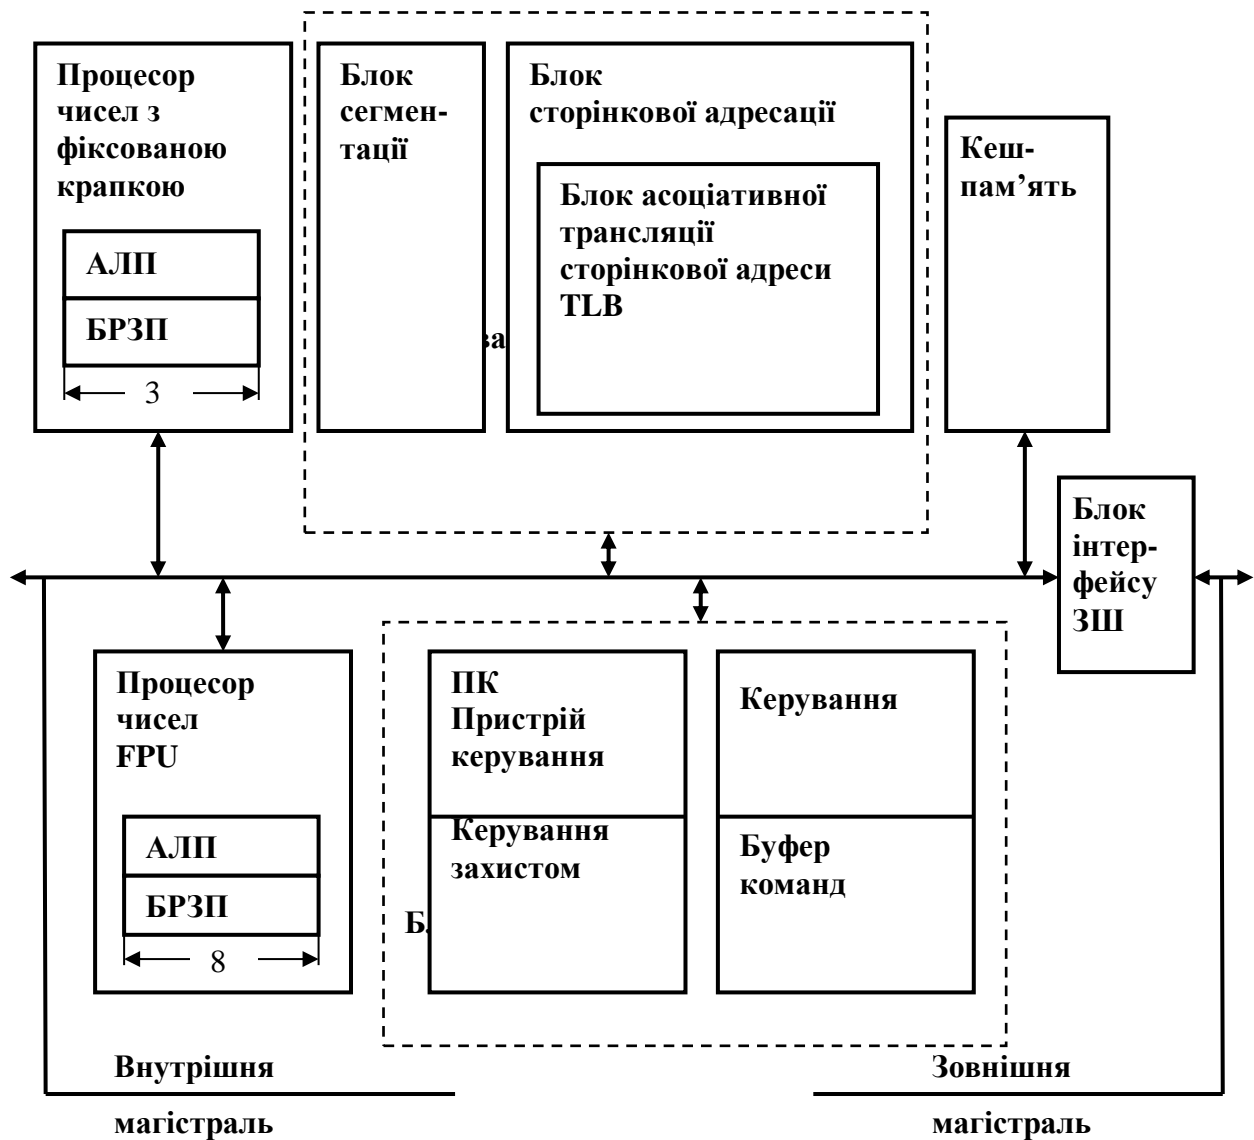 Процесор
чисел з
фіксованою
крапкою
АЛП
БРЗП
3
Блок
сегмен-
тації
Блок
сторінкової адресації
Блок асоціативної
трансляції
сторінкової адреси
TLB
Кеш-
пам’ять
Блок
інтер-
фейсу
ЗШ
Процесор
чисел
FPU
АЛП
БРЗП
8
ПК
Пристрій
керування
Керування
захистом
Керування
Буфер
команд
Внутрішня
магістраль
Зовнішня
магістраль